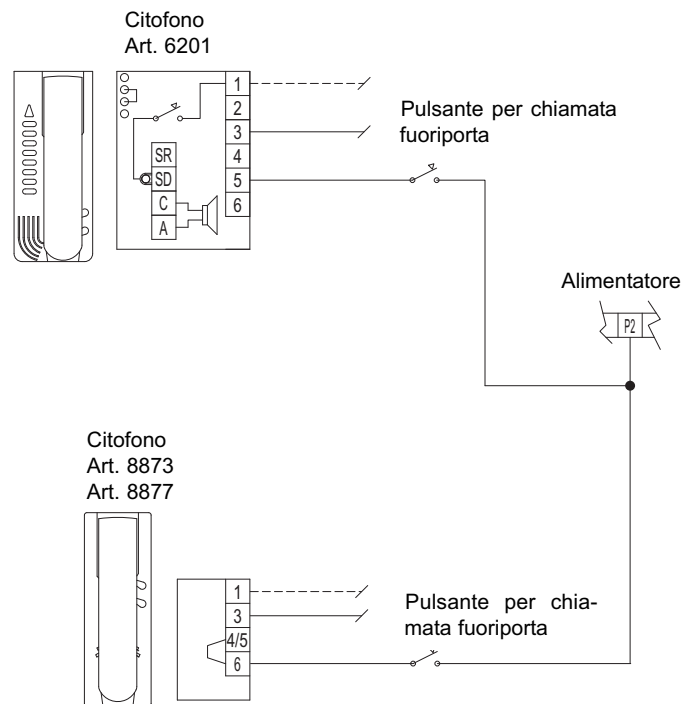 Citofono
Art. 6201
1
2
3
4
5
6
SR
SD
C
A
Pulsante per chiamata
fuoriporta
Alimentatore
P2
Citofono
Art. 8873
Art. 8877
1
3
4/5
6
Pulsante per chia-
mata fuoriporta